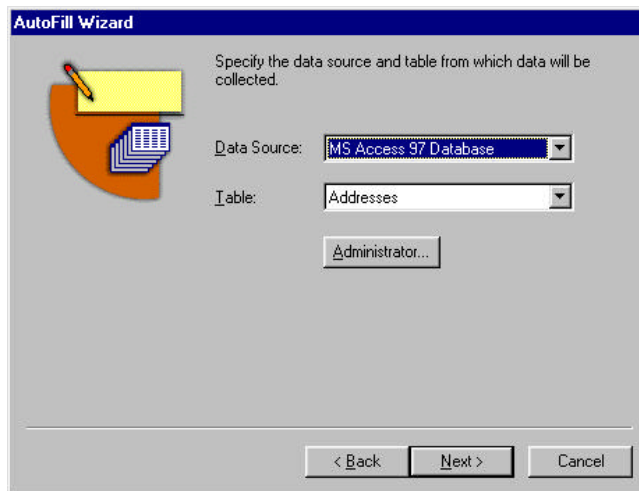 AutoFill Wizard
Specify the data source and table from which data will be
collected.
Data Source: MS Access 97 Database
Table: Addresses
Administrator...
< Back Next > Cancel